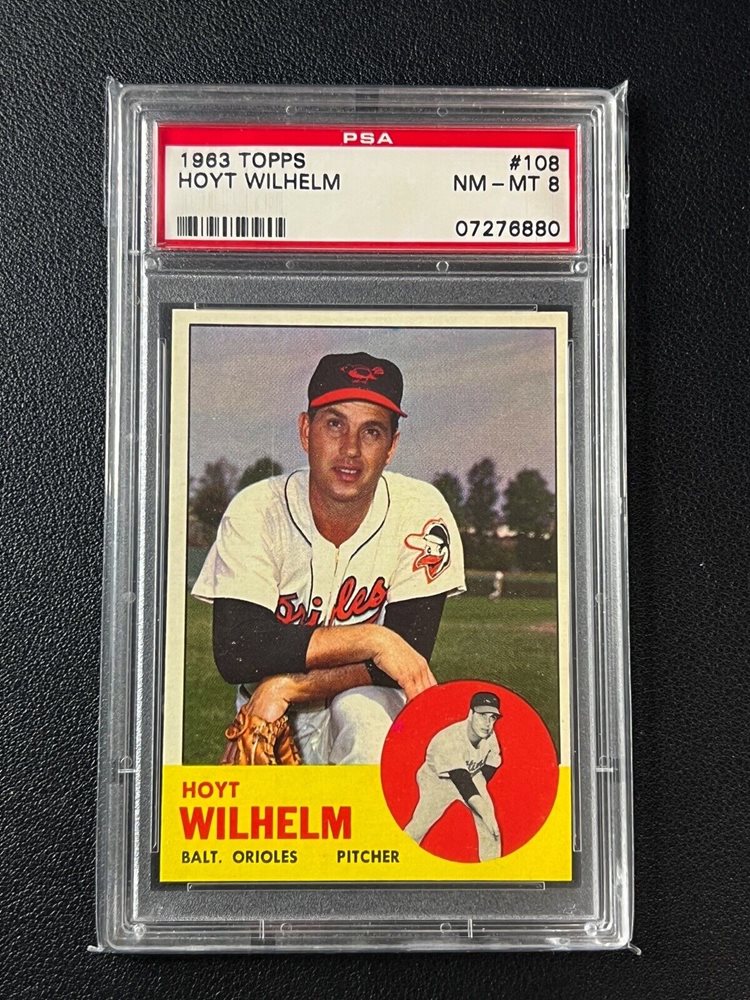 PSA
1963 TOPPS #108
HOYT WILHELM NM - MT 8
07276880
Orioles
HOYT
WILHELM
BALT. ORIOLES PITCHER